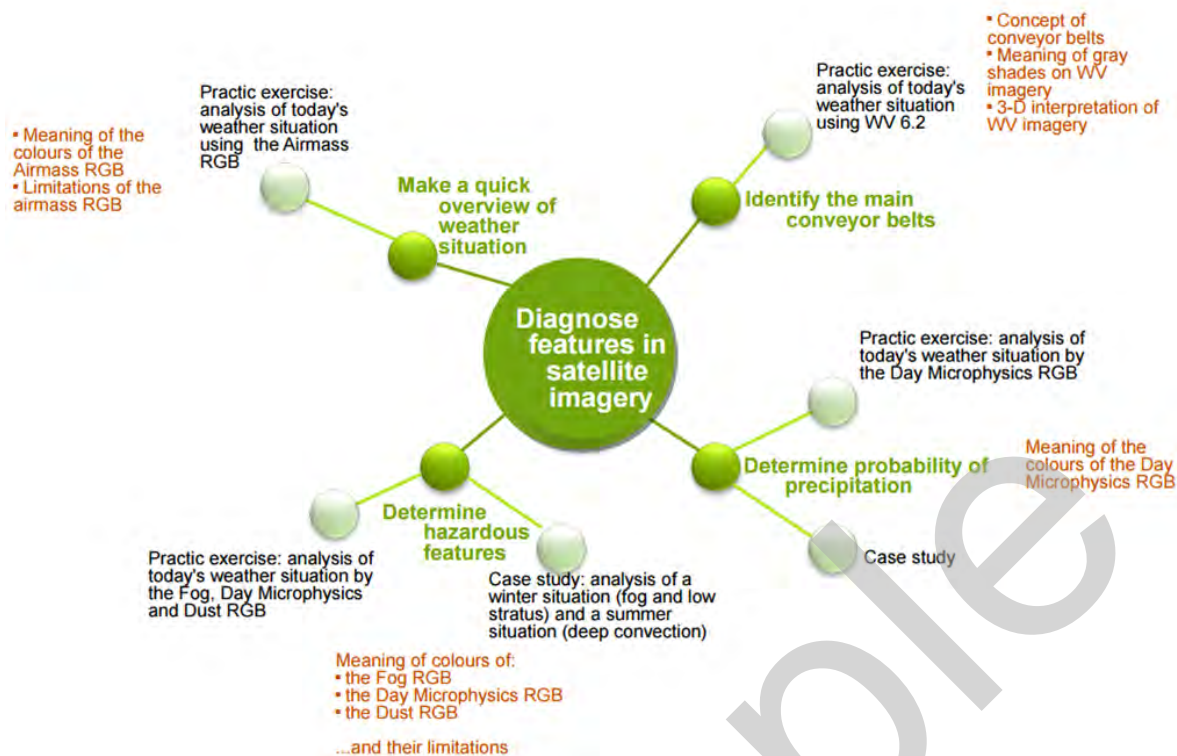 Practic exercise:
analysis of today's
weather situation
using the Airmass
RGB
▪ Meaning of the
colours of the
Airmass RGB
▪ Limitations of the
airmass RGB
Make a quick
overview of
weather
situation
▪ Concept of
conveyor belts
▪ Meaning of gray
shades on WV
imagery
▪ 3-D interpretation of
WV imagery
Practic exercise:
analysis of today's
weather situation
using WV 6.2
Identify the main
conveyor belts
Diagnose
features in
satellite
imagery
Practic exercise: analysis of
today's weather situation by
the Day Microphysics RGB
Determine probability of
precipitation
Meaning of the
colours of the Day
Microphysics RGB
Case study
Determine
hazardous
features
Practic exercise: analysis of
today's weather situation by
the Fog, Day Microphysics
and Dust RGB
Case study: analysis of a
winter situation (fog and low
stratus) and a summer
situation (deep convection)
Meaning of colours of:
▪ the Fog RGB
▪ the Day Microphysics RGB
▪ the Dust RGB
...and their limitations